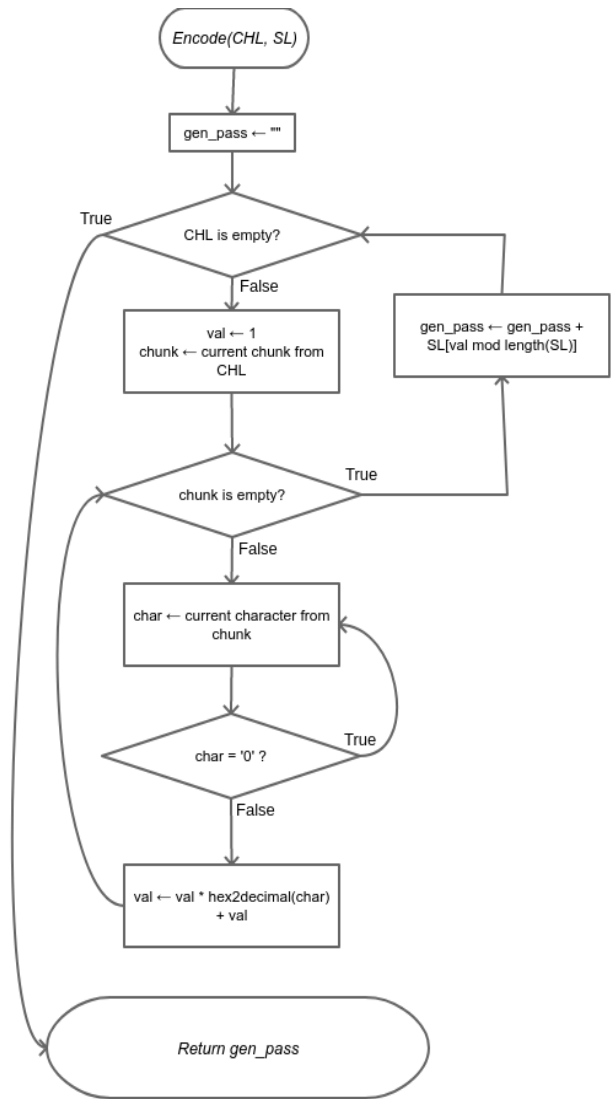 Encode(CHL, SL)
gen_pass ← ""
True
CHL is empty?
False
val ← 1
chunk ← current chunk from
CHL
gen_pass ← gen_pass +
SL[val mod length(SL)]
True
chunk is empty?
False
char ← current character from
chunk
True
char = '0' ?
False
val ← val * hex2decimal(char)
+ val
Return gen_pass